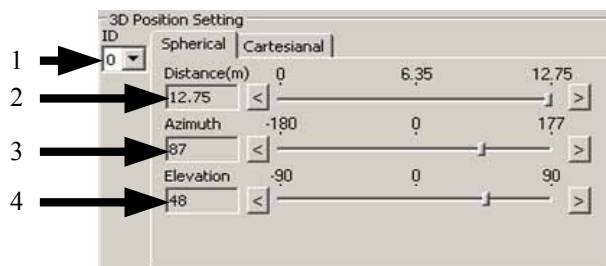 3D Position Setting
ID
Spherical Cartesianal
1 0
Distance(m) 0 6.35 12.75
2 12.75 < >
Azimuth -180 0 177
3 87 < >
Elevation -90 0 90
4 48 < >